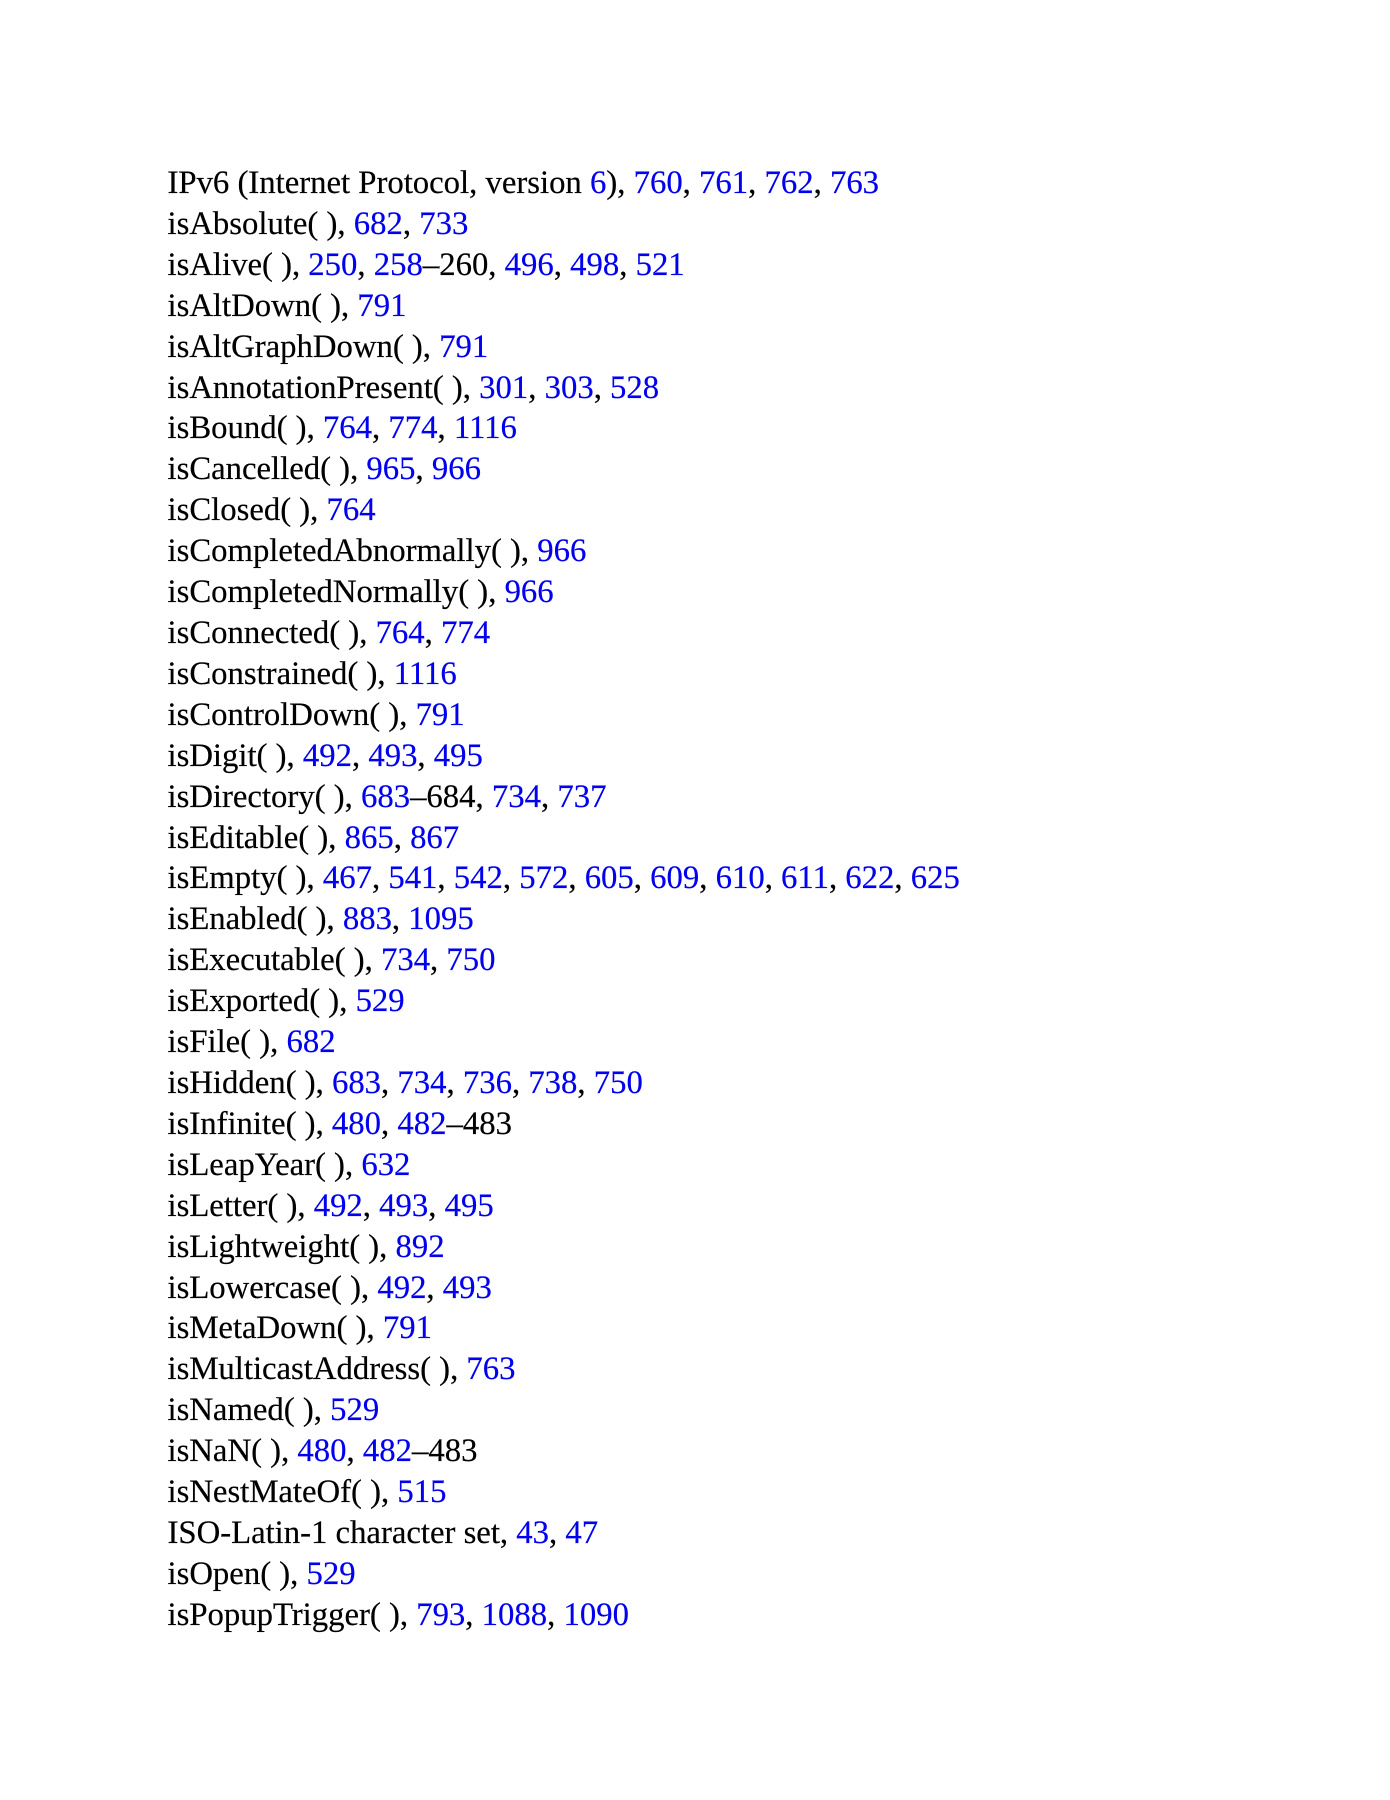 IPv6 (Internet Protocol, version 6), 760, 761, 762, 763
isAbsolute( ), 682, 733
isAlive( ), 250, 258–260, 496, 498, 521
isAltDown( ), 791
isAltGraphDown( ), 791
isAnnotationPresent( ), 301, 303, 528
isBound( ), 764, 774, 1116
isCancelled( ), 965, 966
isClosed( ), 764
isCompletedAbnormally( ), 966
isCompletedNormally( ), 966
isConnected( ), 764, 774
isConstrained( ), 1116
isControlDown( ), 791
isDigit( ), 492, 493, 495
isDirectory( ), 683–684, 734, 737
isEditable( ), 865, 867
isEmpty( ), 467, 541, 542, 572, 605, 609, 610, 611, 622, 625
isEnabled( ), 883, 1095
isExecutable( ), 734, 750
isExported( ), 529
isFile( ), 682
isHidden( ), 683, 734, 736, 738, 750
isInfinite( ), 480, 482–483
isLeapYear( ), 632
isLetter( ), 492, 493, 495
isLightweight( ), 892
isLowercase( ), 492, 493
isMetaDown( ), 791
isMulticastAddress( ), 763
isNamed( ), 529
isNaN( ), 480, 482–483
isNestMateOf( ), 515
ISO-Latin-1 character set, 43, 47
isOpen( ), 529
isPopupTrigger( ), 793, 1088, 1090